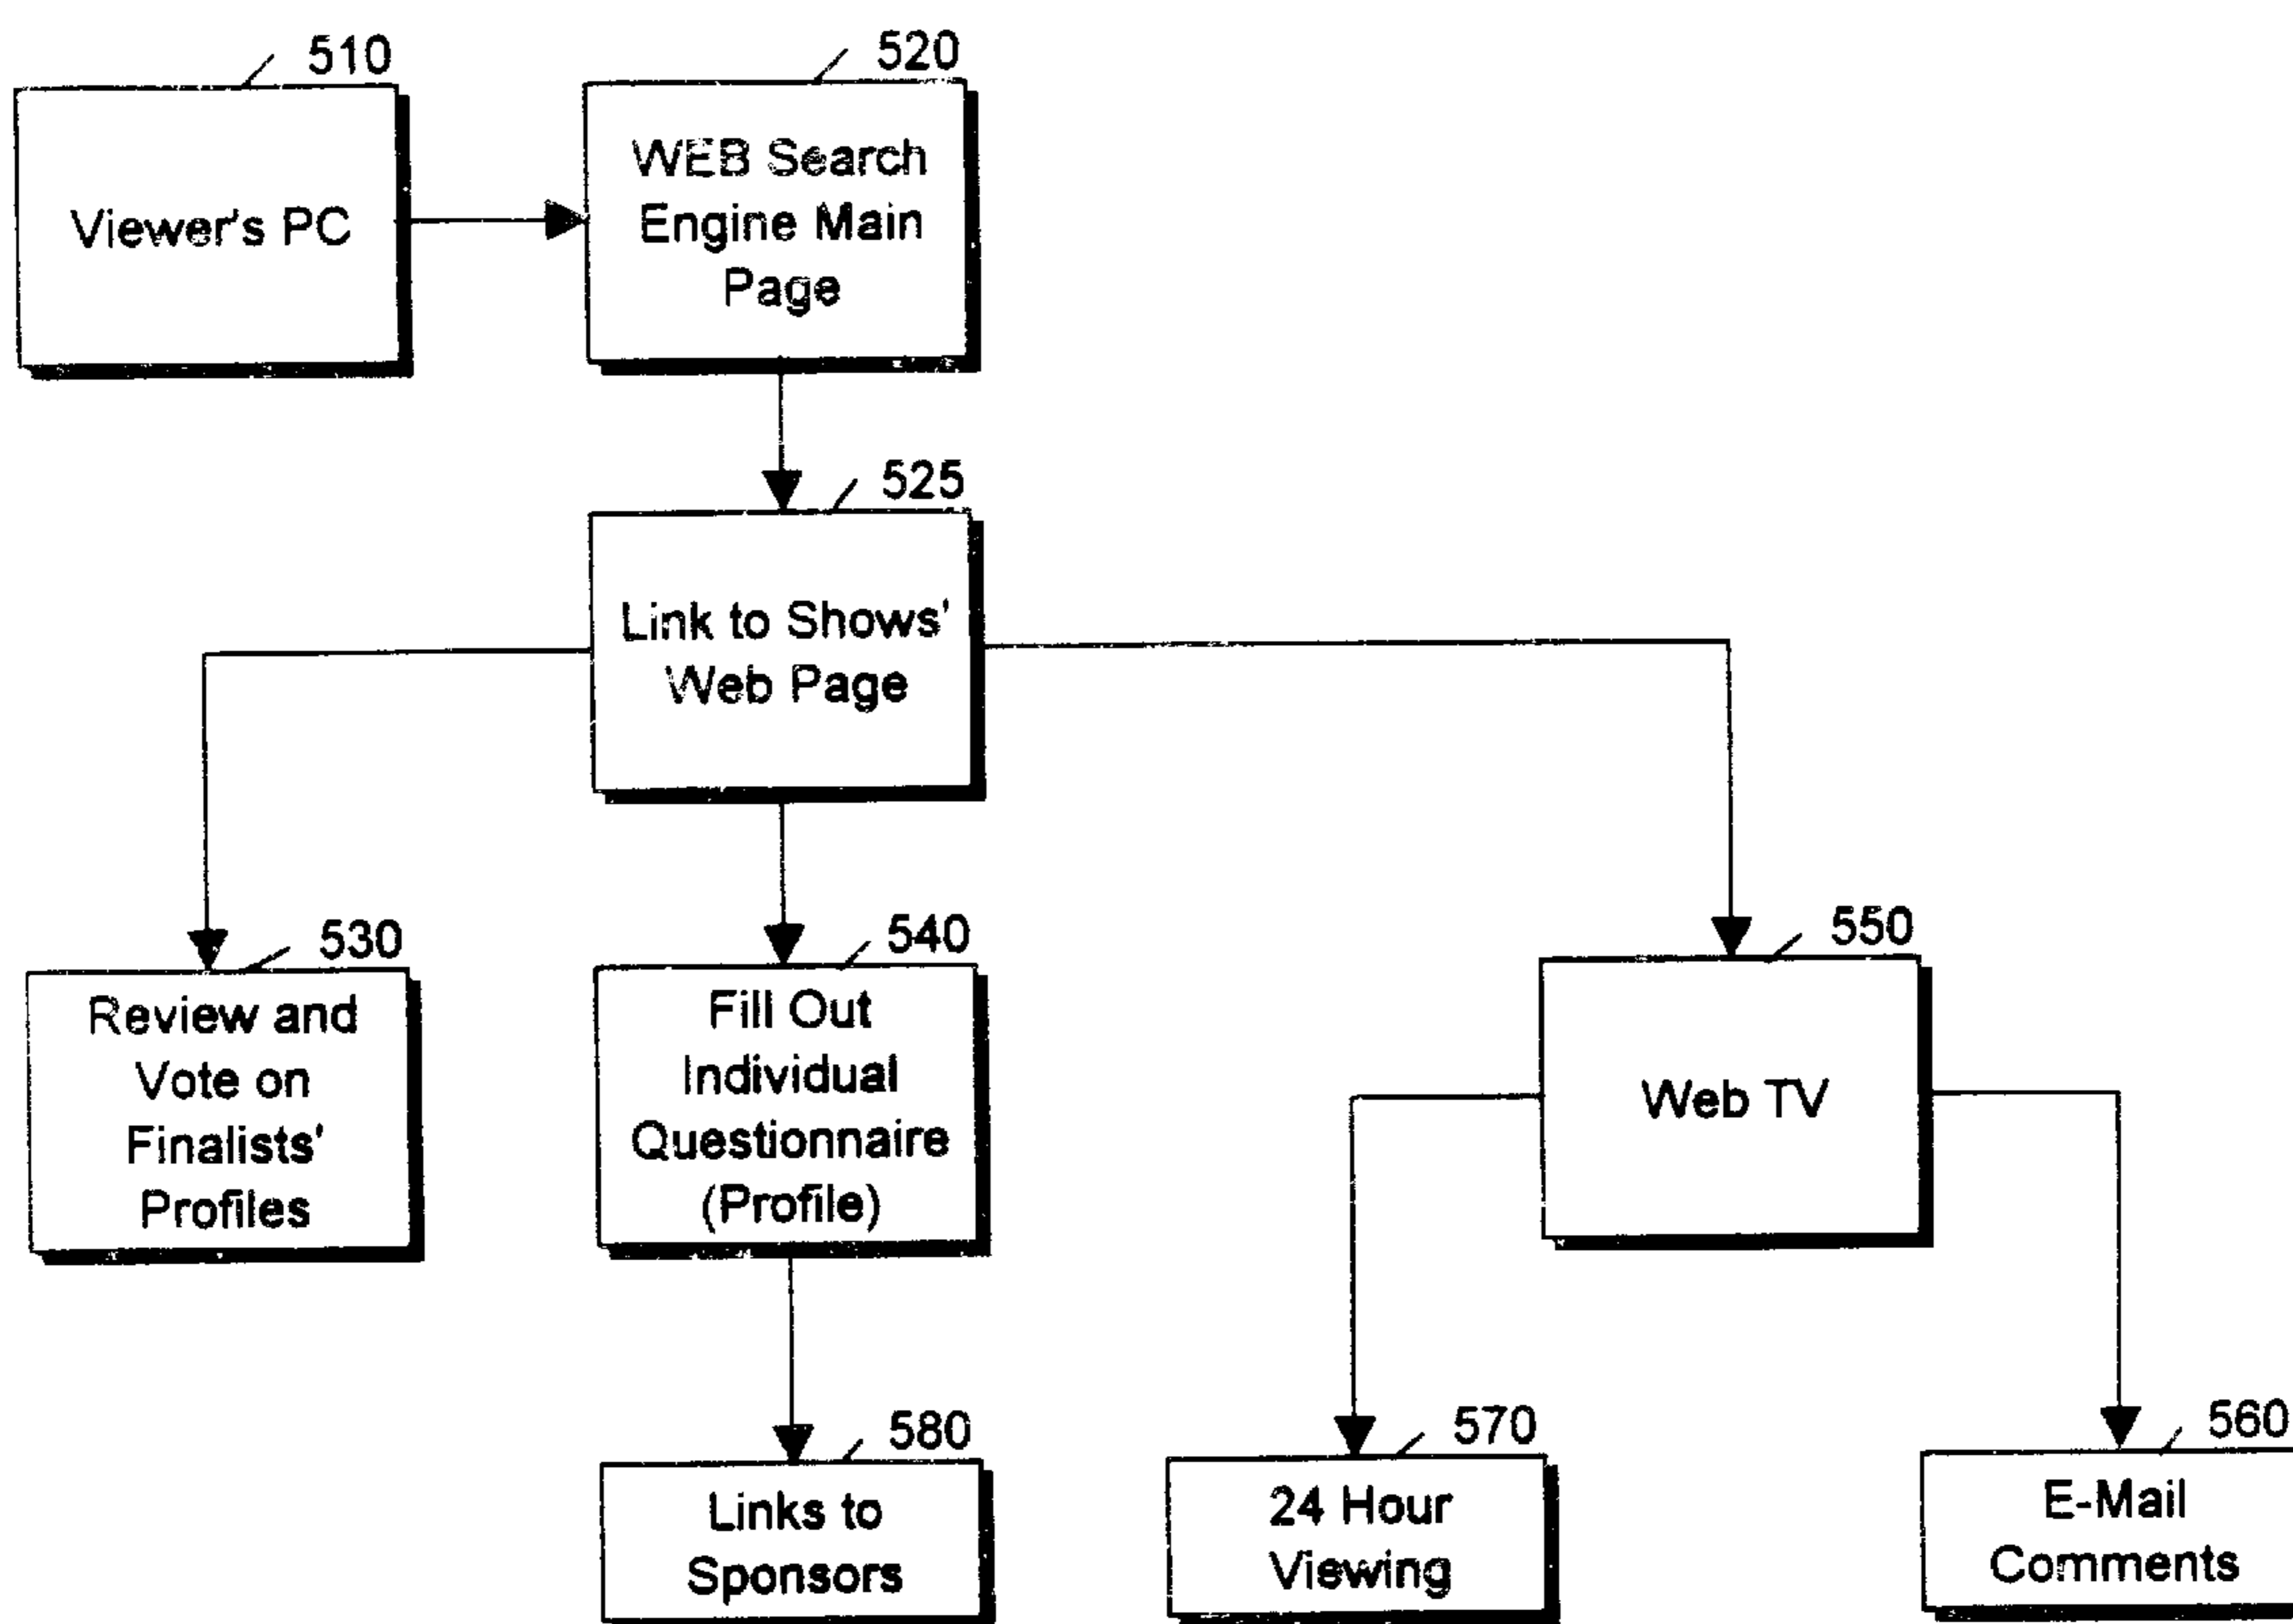 510
Viewer's PC
520
WEB Search
Engine Main
Page
525
Link to Shows'
Web Page
530
Review and
Vote on
Finalists'
Profiles
540
Fill Out
Individual
Questionnaire
(Profile)
550
Web TV
580
Links to
Sponsors
570
24 Hour
Viewing
560
E-Mail
Comments